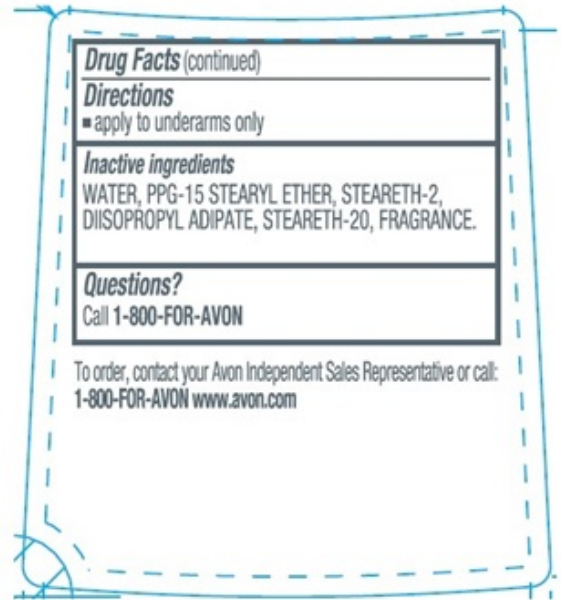 Drug Facts (continued)
Directions
▪ apply to underarms only
Inactive ingredients
WATER, PPG-15 STEARYL ETHER, STEARETH-2,
DIISOPROPYL ADIPATE, STEARETH-20, FRAGRANCE.
Questions?
Call 1-800-FOR-AVON
To order, contact your Avon Independent Sales Representative or call:
1-800-FOR-AVON www.avon.com